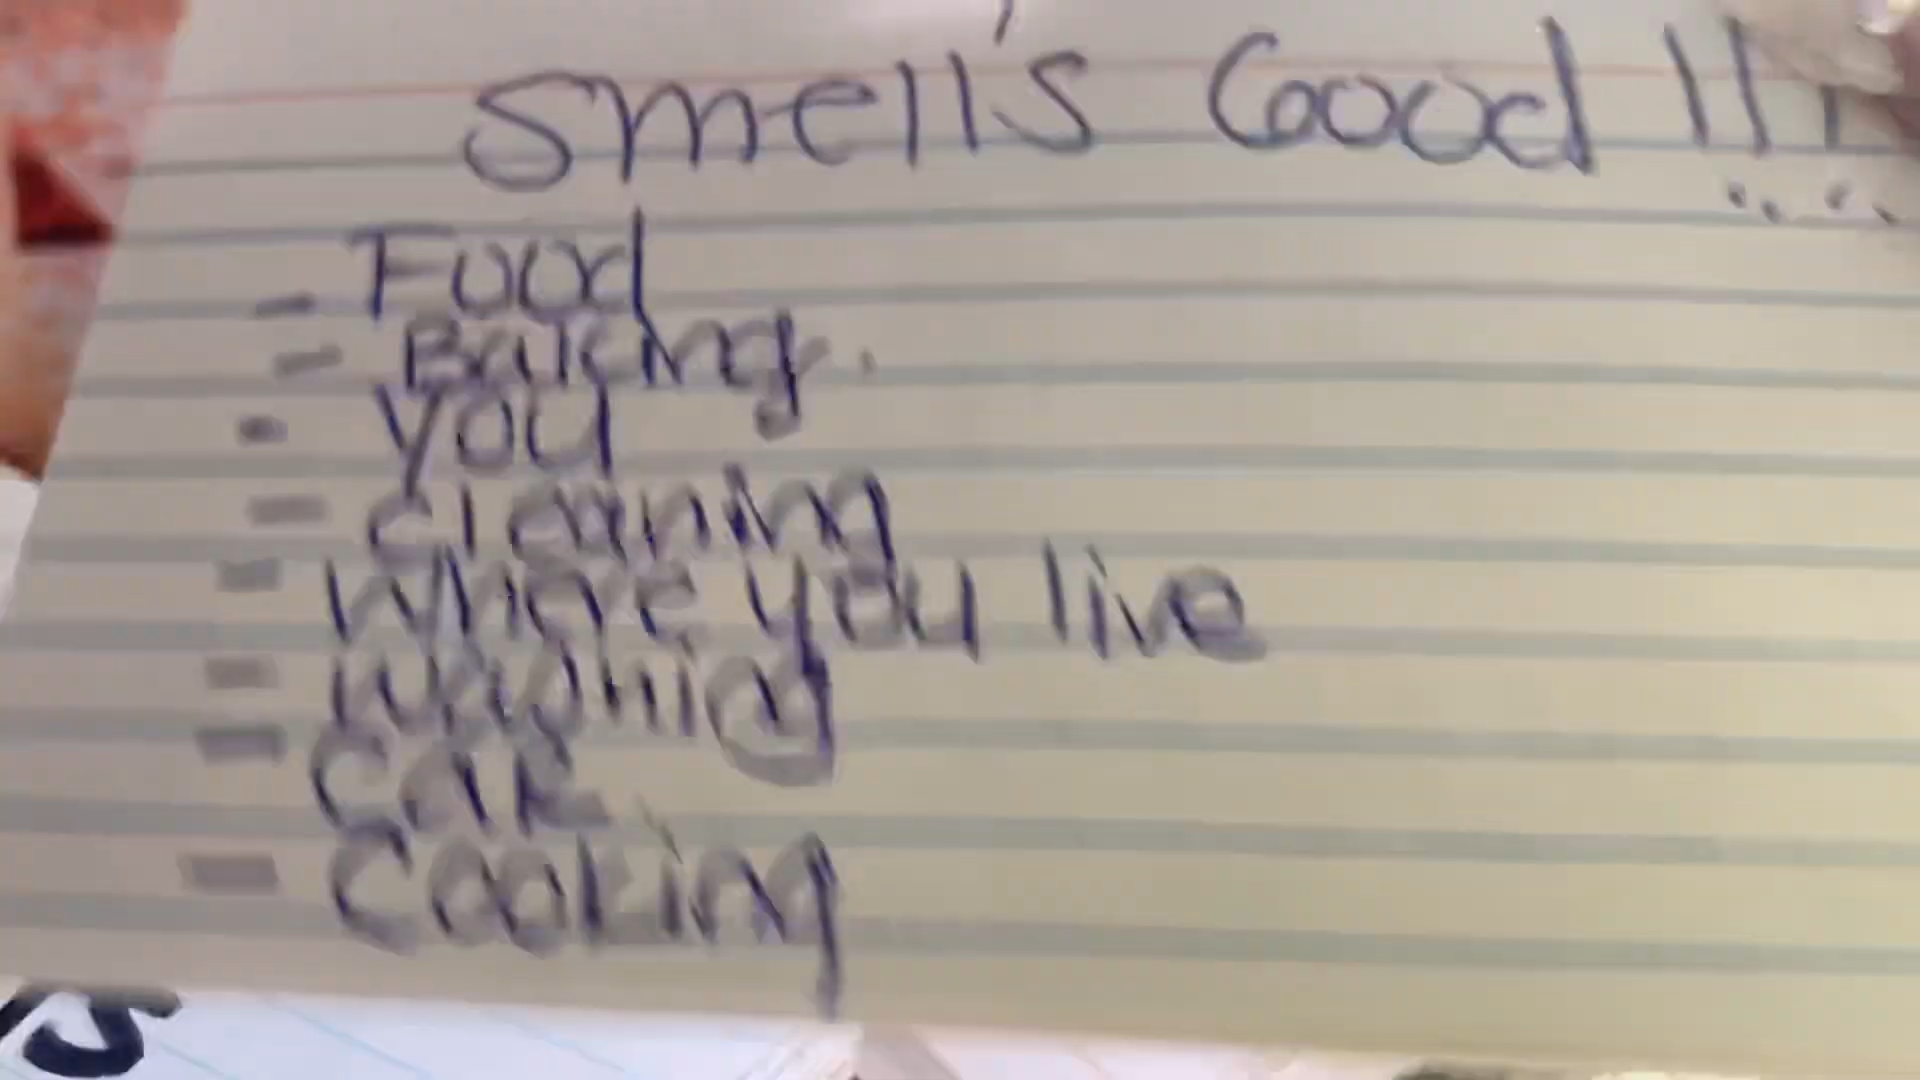 smell's Good !!!
- Food
- Baking.
- you
- cleaning
- Where you live
- Washing
- Car
- Cooking